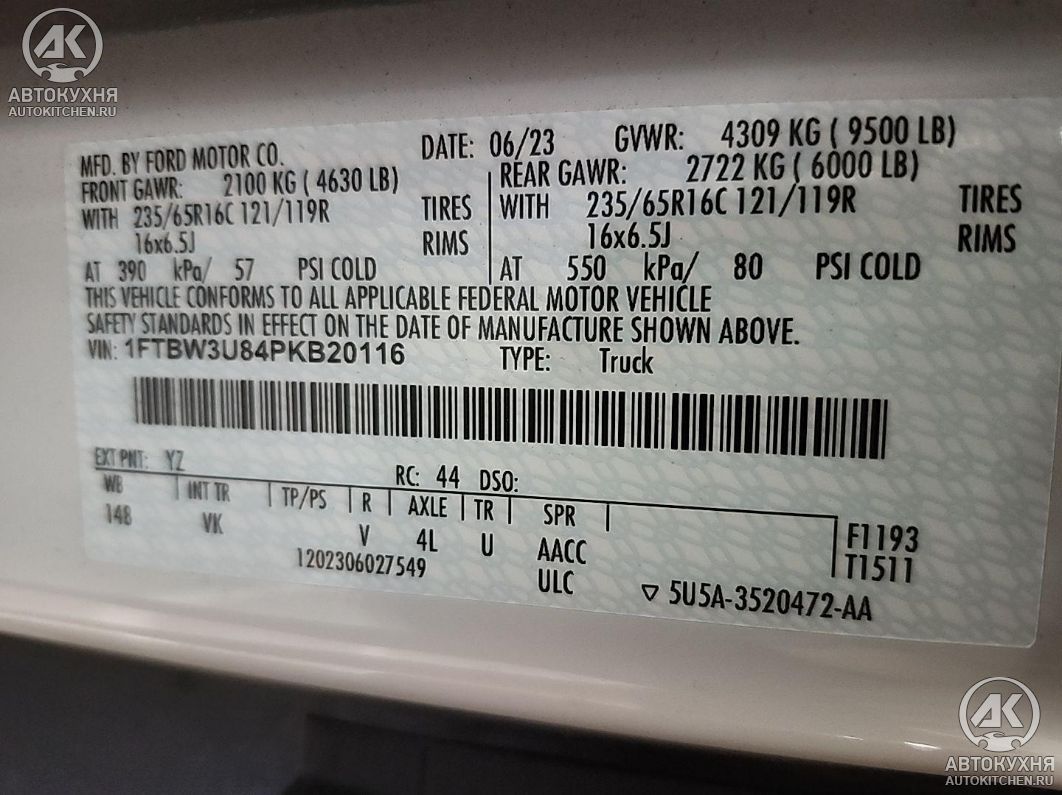 АК
АВТОКУХНЯ
AUTOKITCHEN.RU
MFD. BY FORD MOTOR CO. DATE: 06/23 GVWR: 4309 KG ( 9500 LB)
FRONT GAWR: 2100 KG ( 4630 LB) REAR GAWR: 2722 KG ( 6000 LB)
WITH 235/65R16C 121/119R TIRES WITH 235/65R16C 121/119R TIRES
16x6.5J RIMS 16x6.5J RIMS
AT 390 kPa/ 57 PSI COLD AT 550 kPa/ 80 PSI COLD
THIS VEHICLE CONFORMS TO ALL APPLICABLE FEDERAL MOTOR VEHICLE
SAFETY STANDARDS IN EFFECT ON THE DATE OF MANUFACTURE SHOWN ABOVE.
VIN: 1FTBW3U84PKB20116 TYPE: Truck
EXT PNT: YZ RC: 44 DSO:
WB INT TR TP/PS R AXLE TR SPR
148 VK V 4L U AACC F1193
1202306027549 ULC T1511
5U5A-3520472-AA
АК
АВТОКУХНЯ
AUTOKITCHEN.RU